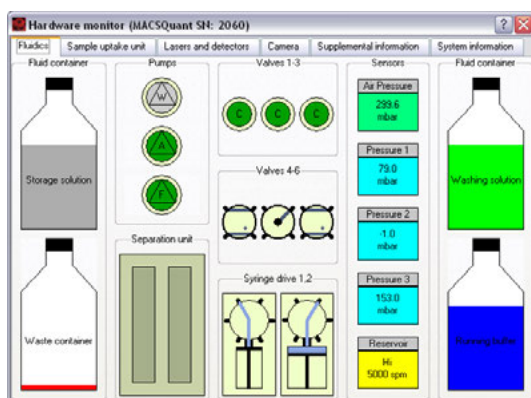 Hardware monitor (MACSQuant SN: 2060)
Fluidics
Sample uptake unit
Lasers and detectors
Camera
Supplemental information
System information
Fluid container
Storage solution
Waste container
Pumps
W
A
F
Separation unit
Valves 1-3
C
C
C
Valves 4-6
Syringe drive 1,2
Sensors
Air Pressure
299.6
mbar
Pressure 1
79.0
mbar
Pressure 2
-1.0
mbar
Pressure 3
153.0
mbar
Reservoir
Hi
5000 spm
Fluid container
Washing solution
Running buffer